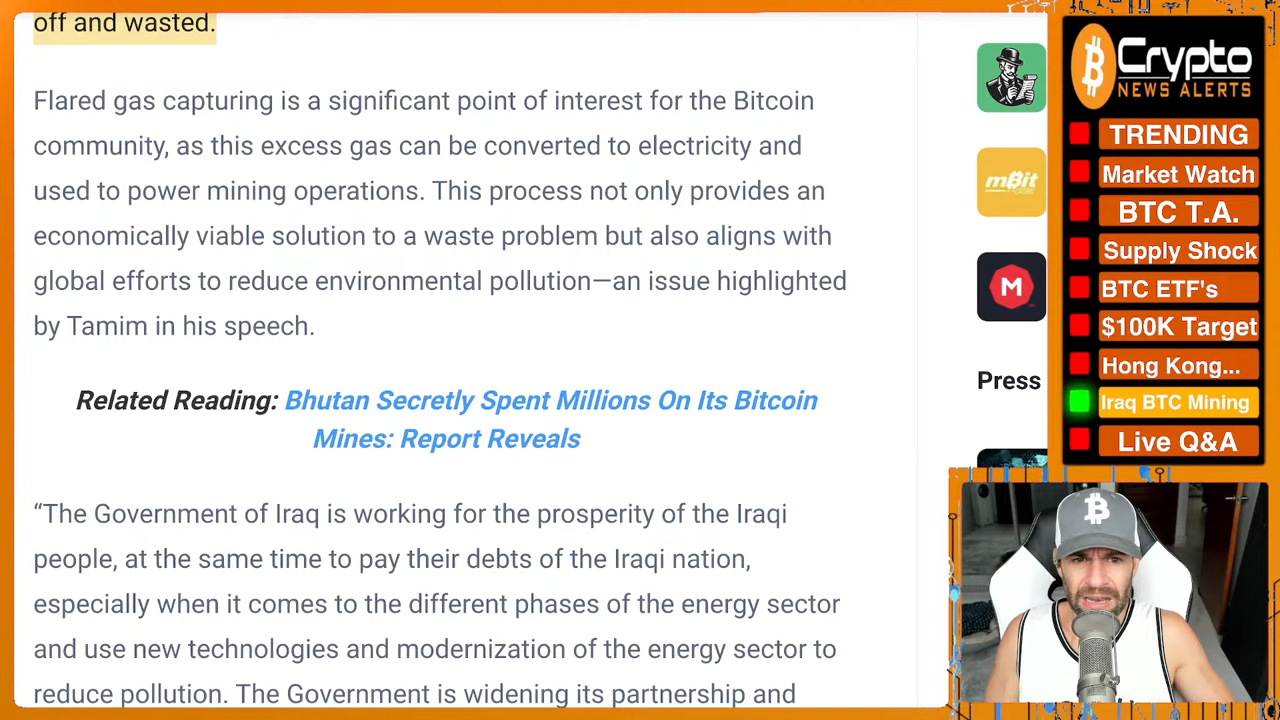 off and wasted.
Flared gas capturing is a significant point of interest for the Bitcoin
community, as this excess gas can be converted to electricity and
used to power mining operations. This process not only provides an
economically viable solution to a waste problem but also aligns with
global efforts to reduce environmental pollution—an issue highlighted
by Tamim in his speech.
Related Reading: Bhutan Secretly Spent Millions On Its Bitcoin
Mines: Report Reveals
“The Government of Iraq is working for the prosperity of the Iraqi
people, at the same time to pay their debts of the Iraqi nation,
especially when it comes to the different phases of the energy sector
and use new technologies and modernization of the energy sector to
reduce pollution. The Government is widening its partnership and
mBit
M
Press
Crypto
NEWS ALERTS
TRENDING
Market Watch
BTC T.A.
Supply Shock
BTC ETF's
$100K Target
Hong Kong...
Iraq BTC Mining
Live Q&A